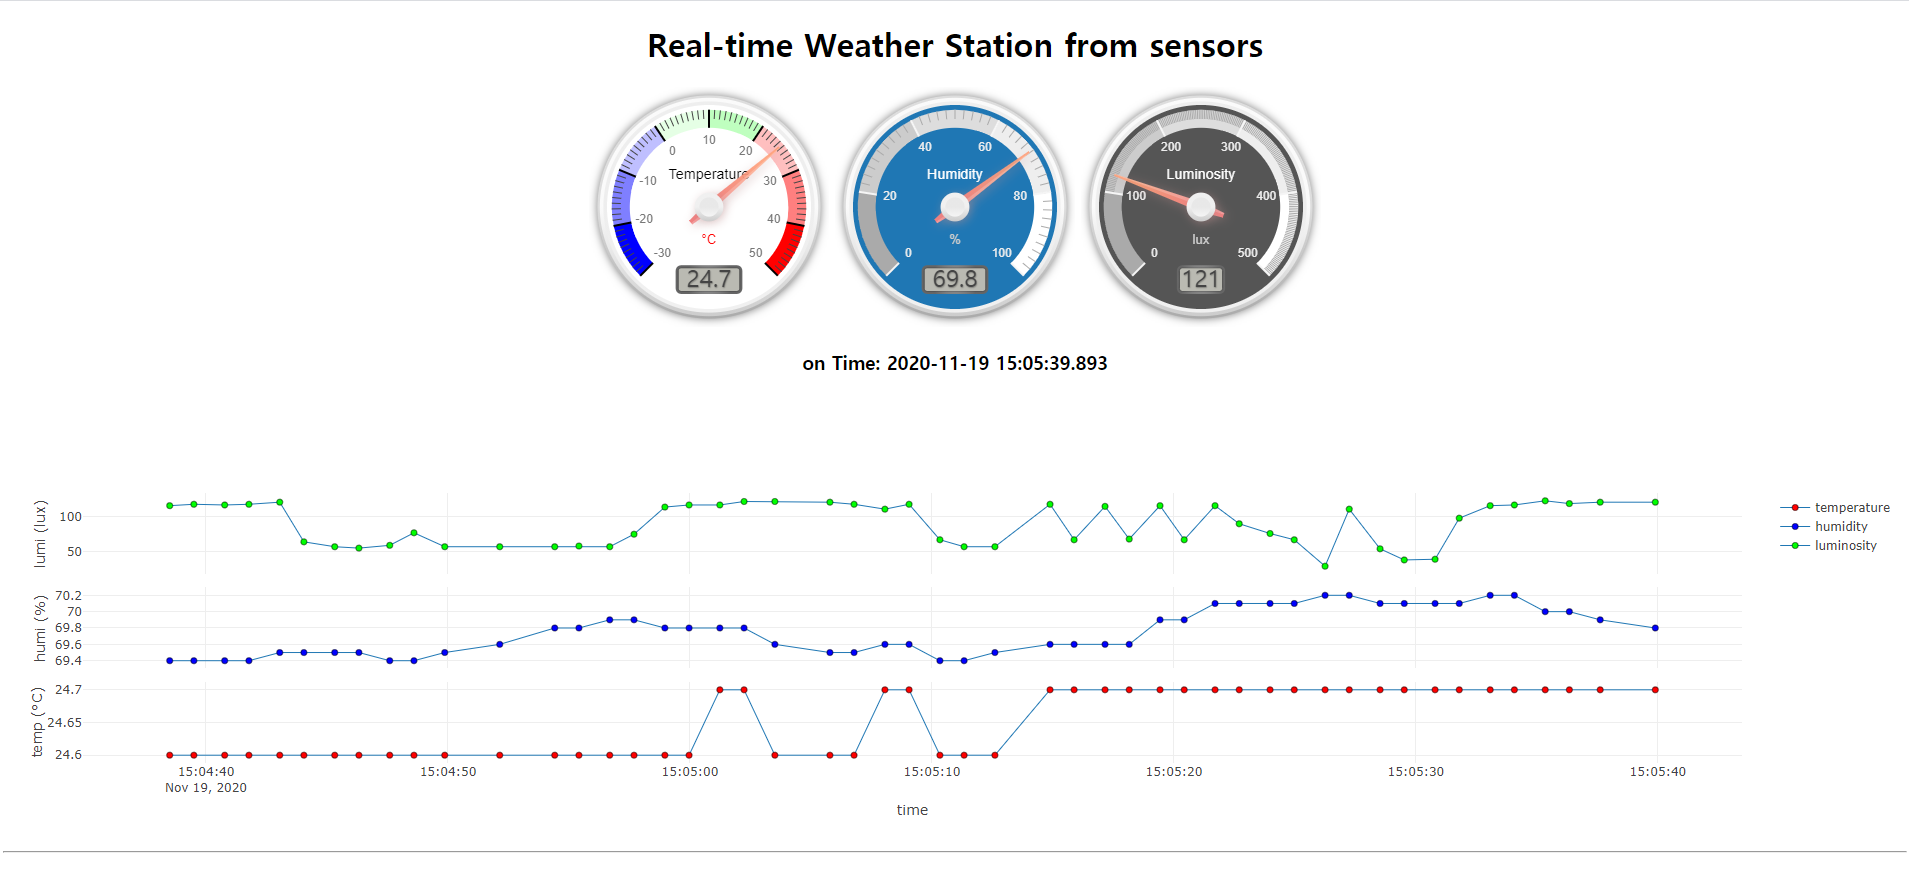 Real-time Weather Station from sensors
-30 -20 -10 0 10 20 30 40 50
Temperature
°C
24.7
0 20 40 60 80 100
Humidity
%
69.8
0 100 200 300 400 500
Luminosity
lux
121
on Time: 2020-11-19 15:05:39.893
lumi (lux)
100
50
humi (%)
70.2
70
69.8
69.6
69.4
temp (°C)
24.7
24.65
24.6
15:04:40 15:04:50 15:05:00 15:05:10 15:05:20 15:05:30 15:05:40
Nov 19, 2020
time
temperature
humidity
luminosity